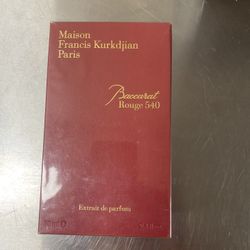 Maison
Francis Kurkdjian
Paris
Baccarat
Rouge 540
Extrait de parfum